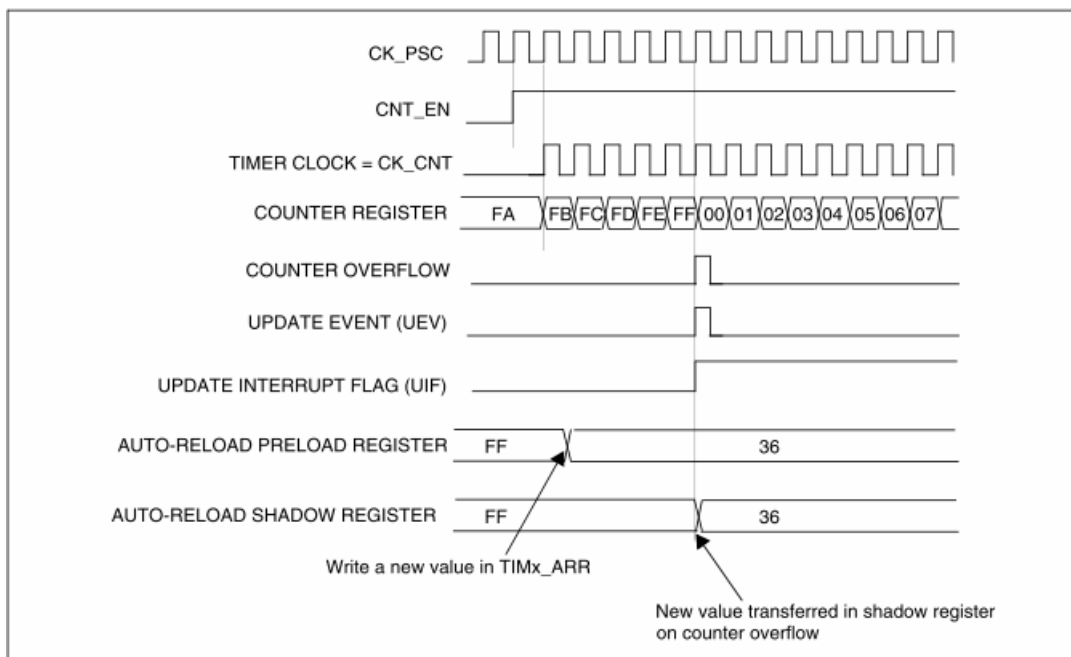 CK_PSC
CNT_EN
TIMER CLOCK = CK_CNT
COUNTER REGISTER FA FB FC FD FE FF 00 01 02 03 04 05 06 07
COUNTER OVERFLOW
UPDATE EVENT (UEV)
UPDATE INTERRUPT FLAG (UIF)
AUTO-RELOAD PRELOAD REGISTER FF 36
AUTO-RELOAD SHADOW REGISTER FF 36
Write a new value in TIMx_ARR
New value transferred in shadow register
on counter overflow